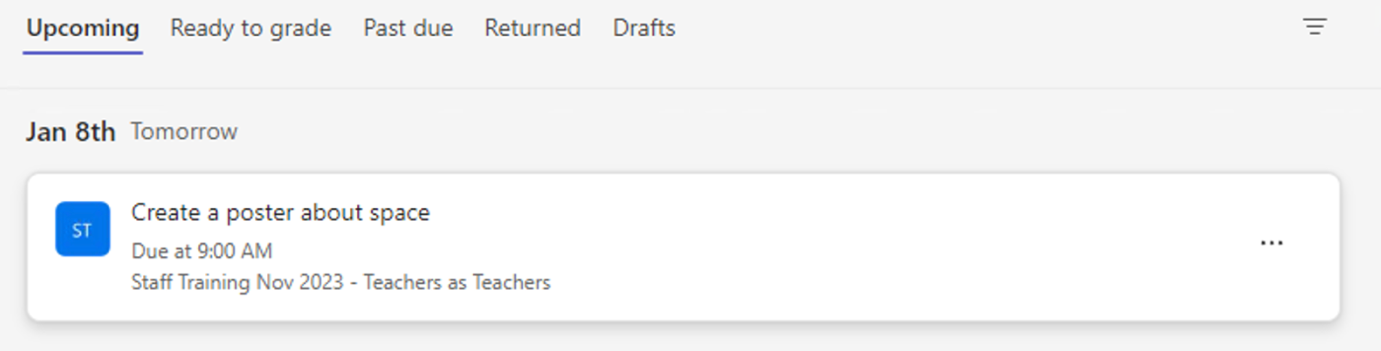 Upcoming Ready to grade Past due Returned Drafts
Jan 8th Tomorrow
ST
Create a poster about space
Due at 9:00 AM
Staff Training Nov 2023 - Teachers as Teachers